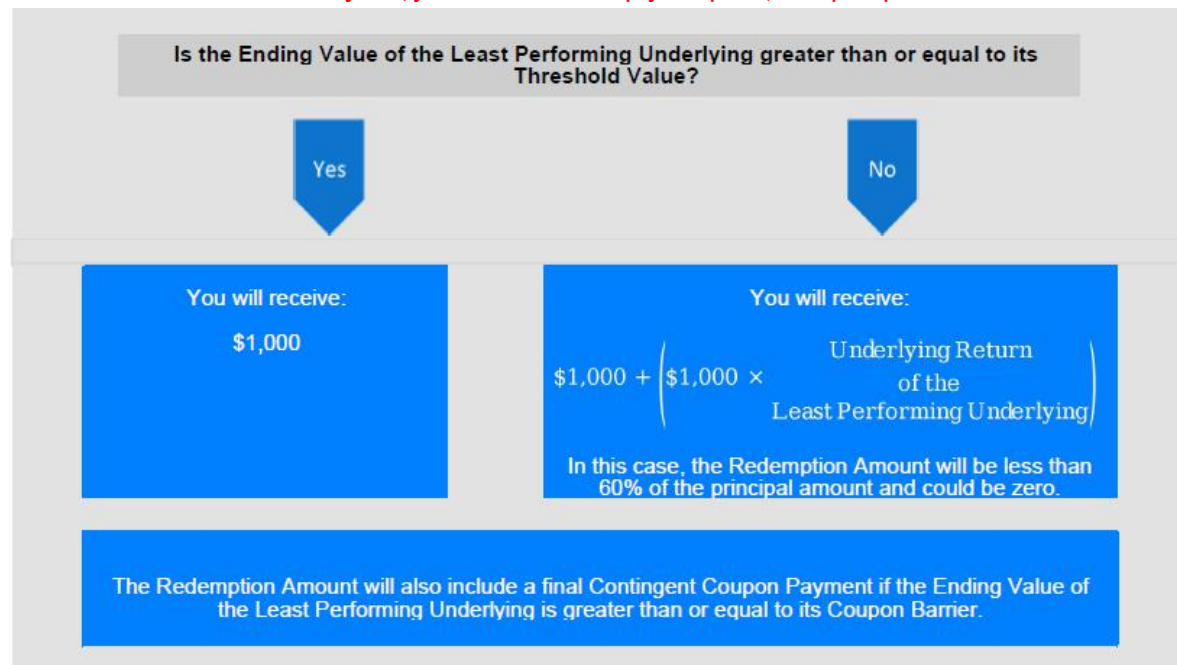 Is the Ending Value of the Least Performing Underlying greater than or equal to its
Threshold Value?
Yes
No
You will receive:
$1,000
You will receive:
$1,000 + ($1,000 × Underlying Return
of the
Least Performing Underlying)
In this case, the Redemption Amount will be less than
60% of the principal amount and could be zero.
The Redemption Amount will also include a final Contingent Coupon Payment if the Ending Value of
the Least Performing Underlying is greater than or equal to its Coupon Barrier.